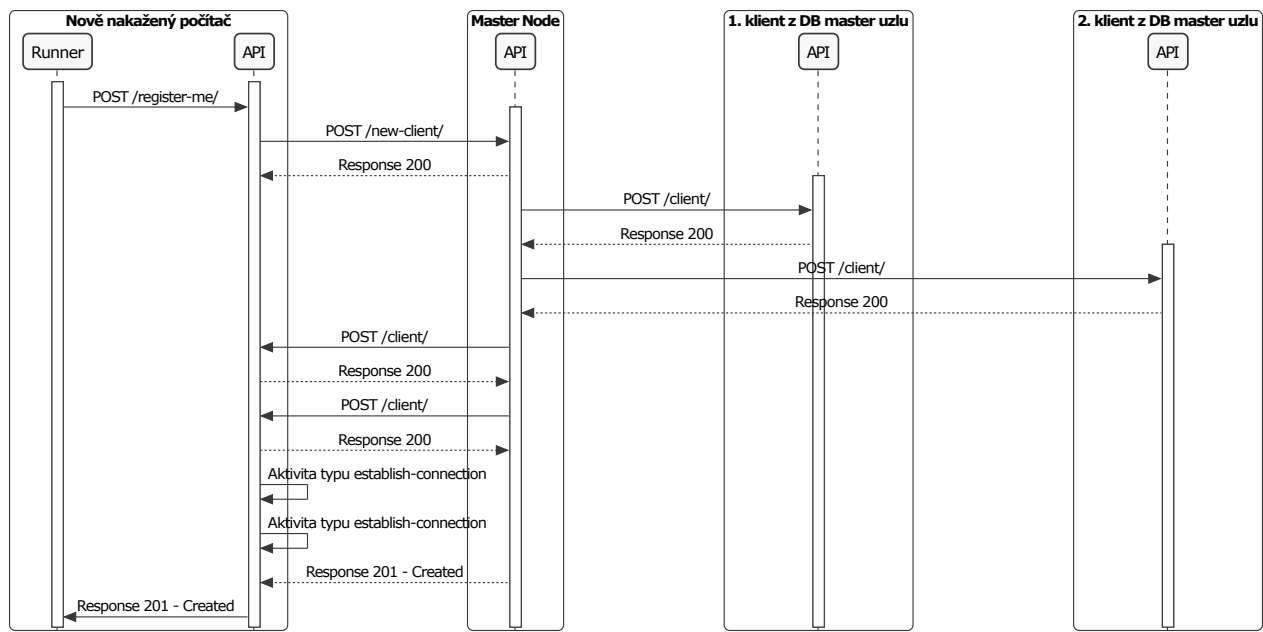 Nově nakažený počítač
Master Node
1. klient z DB master uzlu
2. klient z DB master uzlu
Runner
API
API
API
API
POST /register-me/
POST /new-client/
Response 200
POST /client/
Response 200
POST /client/
Response 200
POST /client/
Response 200
POST /client/
Response 200
Aktivita typu establish-connection
Aktivita typu establish-connection
Response 201 - Created
Response 201 - Created